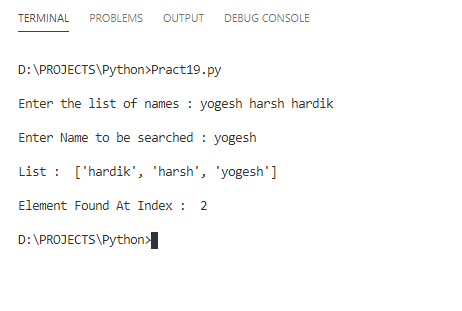 TERMINAL PROBLEMS OUTPUT DEBUG CONSOLE
D:\PROJECTS\Python>Pract19.py
Enter the list of names : yogesh harsh hardik
Enter Name to be searched : yogesh
List :  ['hardik', 'harsh', 'yogesh']
Element Found At Index :  2
D:\PROJECTS\Python>